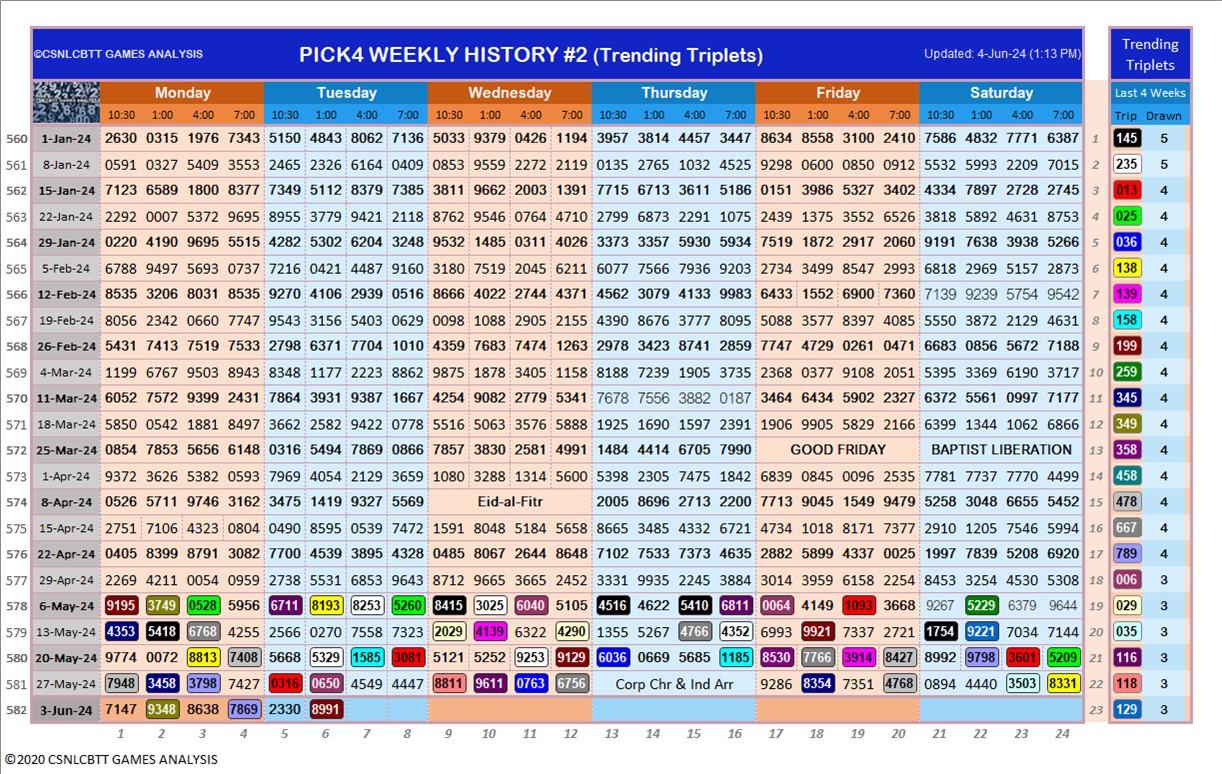 ©CSNLCBTT GAMES ANALYSIS PICK4 WEEKLY HISTORY #2 (Trending Triplets) Updated: 4-Jun-24 (1:13 PM) Trending Triplets
Monday Tuesday Wednesday Thursday Friday Saturday Last 4 Weeks
10:30 1:00 4:00 7:00 10:30 1:00 4:00 7:00 10:30 1:00 4:00 7:00 10:30 1:00 4:00 7:00 10:30 1:00 4:00 7:00 10:30 1:00 4:00 7:00 Trip Drawn
560 1-Jan-24 2630 0315 1976 7343 5150 4843 8062 7138 5033 9379 0426 1194 3957 3814 4457 3447 8634 8558 3100 2410 7586 4832 7771 6387 1 145 5
561 8-Jan-24 0591 0327 5409 3553 2465 2326 6164 0409 0853 9559 2272 2119 0135 2765 1032 4525 9298 0600 0850 0912 5532 5993 2209 7015 2 235 5
562 15-Jan-24 7123 6589 1800 8377 7349 5112 8379 7385 3811 9662 2003 1391 7715 6713 3611 5186 0151 3986 5327 3402 4334 7897 2728 2745 3 013 4
563 22-Jan-24 2292 0007 5372 9695 8955 3779 9421 2118 8762 9546 0764 4710 2799 6873 2291 1075 2439 1375 3552 6526 3818 5892 4631 8753 4 025 4
564 29-Jan-24 0220 4190 9695 5515 4282 5302 6204 3248 9532 1485 0311 4026 3373 3357 5930 5934 7519 1872 2917 2060 9191 7638 3938 5266 5 036 4
565 5-Feb-24 6788 9497 5693 0737 7216 0421 4487 9160 3180 7519 2045 6211 6077 7566 7936 9203 2734 3499 8547 2993 6818 2969 5157 2873 6 138 4
566 12-Feb-24 8535 3206 8031 8535 9270 4106 2939 0516 8666 4022 2744 4371 4562 3079 4133 9983 6433 1552 6900 7360 7139 9239 5754 9542 7 139 4
567 19-Feb-24 8056 2342 0660 7747 9543 3156 5403 0629 9098 1088 2905 2155 4390 8676 3777 8095 5088 3577 8397 4085 5550 3872 2129 4631 8 158 4
568 26-Feb-24 5431 7413 7519 7533 2798 6371 7704 1010 4359 7683 7474 1263 2978 3423 8741 2859 7747 4729 0261 0471 6683 0856 5672 7188 9 199 4
569 4-Mar-24 1199 6767 9503 8943 8348 1177 2223 8862 9875 1878 3405 1158 8188 7239 1905 3735 2368 0377 9108 2051 5395 3369 6190 3717 10 259 4
570 11-Mar-24 6052 7572 9399 2431 7864 3931 9387 1667 4254 9082 2779 5341 7678 7556 3882 0187 3464 6434 5902 2327 6372 5561 0997 7177 11 345 4
571 18-Mar-24 5850 0542 1881 8497 3662 2582 9422 0778 5516 5063 3576 5888 1925 1690 1597 2391 1906 9905 5829 2166 6399 1344 1062 6866 12 349 4
572 25-Mar-24 0854 7853 5656 6148 0316 5494 7869 0866 7857 3830 2581 4991 1484 4414 6705 7990 GOOD FRIDAY BAPTIST LIBERATION 13 358 4
573 1-Apr-24 9372 3626 5382 0593 7969 4054 2129 3654 1080 3288 1314 5600 5398 2305 7475 1842 6839 0845 0096 2535 7781 7737 7770 4499 14 458 4
574 8-Apr-24 0526 5711 9746 3162 3475 1419 9327 5569 Eid-al-Fitr 2005 8696 2713 2200 7713 9045 1549 9479 5258 3048 6655 5452 15 478 4
575 15-Apr-24 2751 7106 4323 0804 0490 8595 0539 7472 1591 8048 5184 5658 8665 3485 4332 6721 4734 1018 8171 7377 2910 1205 7546 5994 16 667 4
576 22-Apr-24 0405 8399 8791 3082 7700 4539 3895 4328 0485 8067 2644 8648 7102 7533 7373 4635 2882 5899 4337 0025 1997 7839 5208 6920 17 789 4
577 29-Apr-24 2269 4211 0054 0959 2738 5531 6853 9643 8712 9665 3665 2452 3331 9935 2245 3884 3014 3959 6158 2254 8453 3254 4530 5308 18 006 3
578 6-May-24 9195 3749 0528 5956 6711 8193 8253 5260 8415 3025 6040 5105 4516 4622 5410 6811 0064 4149 1093 3668 9267 5229 6379 9644 19 029 3
579 13-May-24 4353 5418 6768 4255 2566 0270 7558 7323 2029 4139 6322 4290 1355 5267 4766 4352 6993 9921 7337 2721 1754 9221 7034 7144 20 035 3
580 20-May-24 9774 0072 8813 7408 5668 5329 1585 3081 5121 5252 9253 9129 6036 0669 5685 1185 8530 7766 3914 8427 8992 9798 3601 5209 21 116 3
581 27-May-24 7948 3458 3798 7427 0316 0650 4549 4447 8811 9611 0763 6756 Corp Chr & Ind Arr 9286 8354 7351 4768 0894 4440 3503 8331 22 118 3
582 3-Jun-24 7147 9348 8638 7869 2330 8991 23 129 3
1 2 3 4 5 6 7 8 9 10 11 12 13 14 15 16 17 18 19 20 21 22 23 24
©2020 CSNLCBTT GAMES ANALYSIS